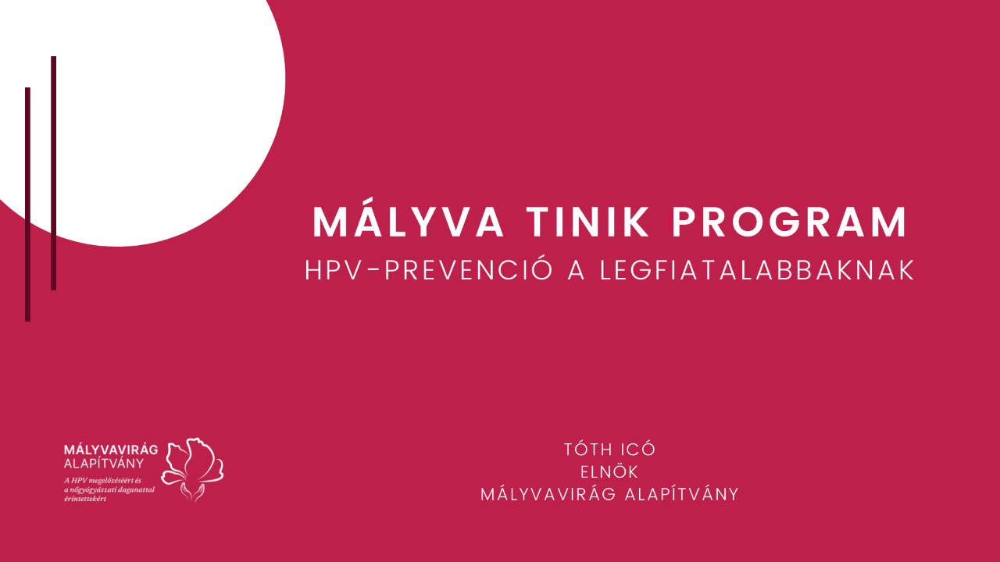 MÁLYVA TINIK PROGRAM
HPV-PREVENCIÓ A LEGFIATALABBAKNAK
MÁLYVAVIRÁG
ALAPÍTVÁNY
A HPV megelőzéséért és
a nőgyógyászati daganattal
érintettekért
TÓTH ICÓ
ELNÖK
MÁLYVAVIRÁG ALAPÍTVÁNY